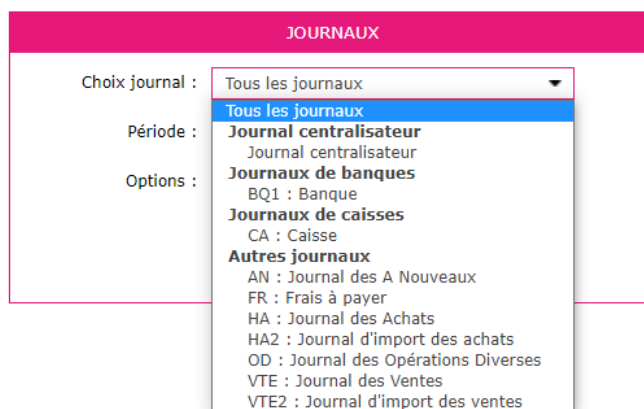 JOURNAUX
Choix journal :
Tous les journaux
Tous les journaux
Période :
Journal centralisateur
Journal centralisateur
Options :
Journaux de banques
BQ1 : Banque
Journaux de caisses
CA : Caisse
Autres journaux
AN : Journal des A Nouveaux
FR : Frais à payer
HA : Journal des Achats
HA2 : Journal d'import des achats
OD : Journal des Opérations Diverses
VTE : Journal des Ventes
VTE2 : Journal d'import des ventes